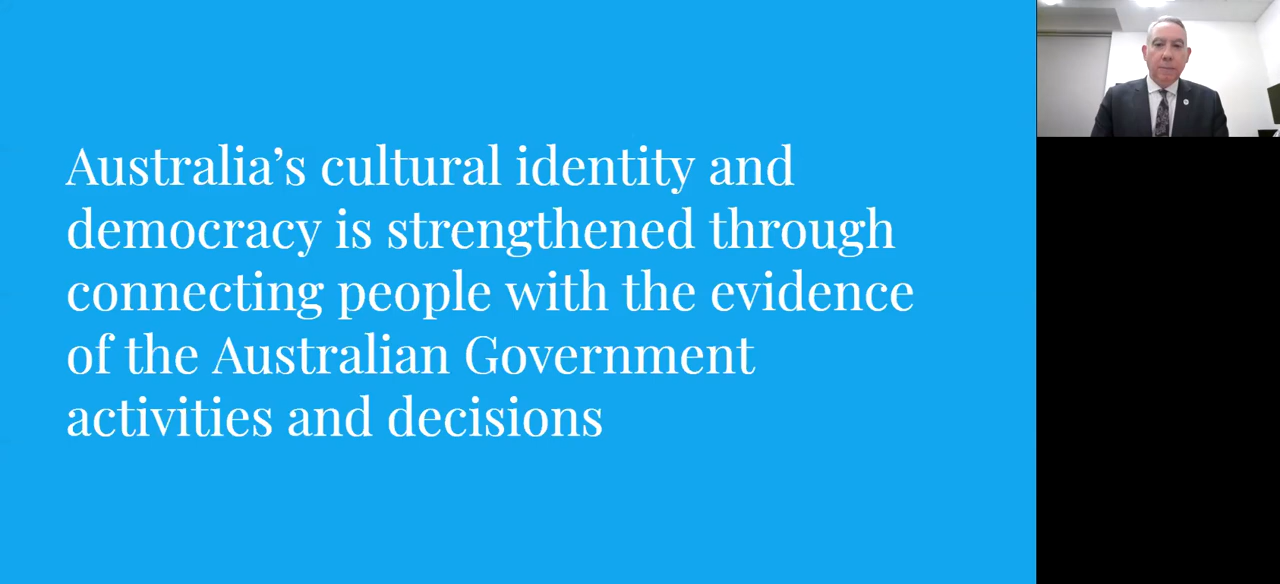 Australia’s cultural identity and
democracy is strengthened through
connecting people with the evidence
of the Australian Government
activities and decisions